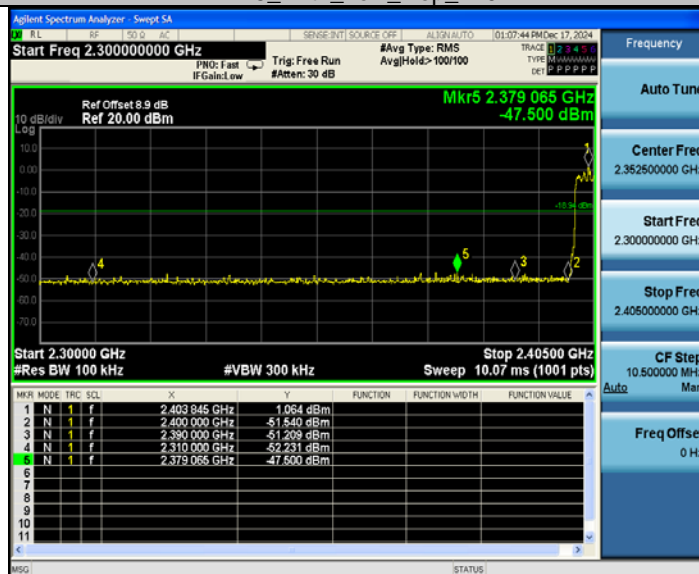 Agilent Spectrum Analyzer - Swept SA
RL RF 50 Ω AC SENSE:INT SOURCE OFF ALIGN AUTO 01:07:44 PM Dec 17, 2024
Start Freq 2.300000000 GHz
PNO: Fast
IFGain:Low
Trig: Free Run
#Atten: 30 dB
#Avg Type: RMS
Avg|Hold:> 100/100
TRACE 1 2 3 4 5 6
TYPE M WWWWW
DET P P P P P P
Ref Offset 8.9 dB
10 dB/div Ref 20.00 dBm
Log
Mkr5 2.379 065 GHz
-47.500 dBm
10.0
0.00
-10.0
-20.0
-30.0
-40.0
-50.0
-60.0
-70.0
1
-18.94 dBm
4
5
3
2
Start 2.30000 GHz Stop 2.40500 GHz
#Res BW 100 kHz #VBW 300 kHz Sweep 10.07 ms (1001 pts)
MKR MODE TRC SCL X Y FUNCTION FUNCTION WIDTH FUNCTION VALUE
1 N 1 f 2.403 845 GHz 1.064 dBm
2 N 1 f 2.400 000 GHz -51.540 dBm
3 N 1 f 2.390 000 GHz -51.209 dBm
4 N 1 f 2.310 000 GHz -52.231 dBm
5 N 1 f 2.379 065 GHz -47.500 dBm
6
7
8
9
10
11
MSG STATUS
Frequency
Auto Tune
Center Freq
2.352500000 GHz
Start Freq
2.300000000 GHz
Stop Freq
2.405000000 GHz
CF Step
10.500000 MHz
Auto Man
Freq Offset
0 Hz